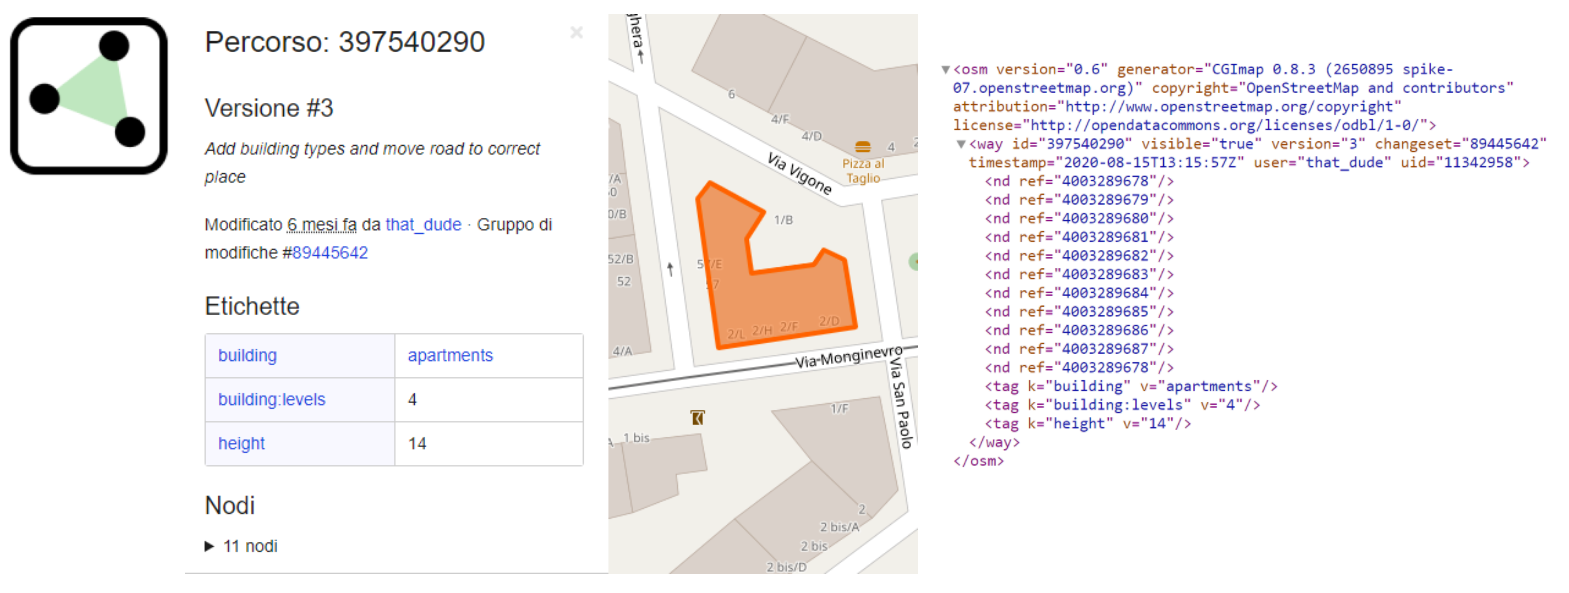 Percorso: 397540290
×
Versione #3
Add building types and move road to correct
place
Modificato 6 mesi fa da that_dude · Gruppo di
modifiche #89445642
Etichette
building apartments
building:levels 4
height 14
Nodi
▶ 11 nodi
6
4/F
4/D
4
Pizza al
Taglio
Via Vigone
1/B
0/B
52/B
52
2/L
2/H
2/F
2/D
4/A
Via Monginevro
Via San Paolo
1/F
1 bis
2
2 bis/A
2 bis
2 bis/D
▼<osm version="0.6" generator="CGImap 0.8.3 (2650895 spike-
07.openstreetmap.org)" copyright="OpenStreetMap and contributors"
attribution="http://www.openstreetmap.org/copyright"
license="http://opendatacommons.org/licenses/odbl/1-0/">
▼<way id="397540290" visible="true" version="3" changeset="89445642"
timestamp="2020-08-15T13:15:57Z" user="that_dude" uid="11342958">
<nd ref="4003289678"/>
<nd ref="4003289679"/>
<nd ref="4003289680"/>
<nd ref="4003289681"/>
<nd ref="4003289682"/>
<nd ref="4003289683"/>
<nd ref="4003289684"/>
<nd ref="4003289685"/>
<nd ref="4003289686"/>
<nd ref="4003289687"/>
<nd ref="4003289678"/>
<tag k="building" v="apartments"/>
<tag k="building:levels" v="4"/>
<tag k="height" v="14"/>
</way>
</osm>